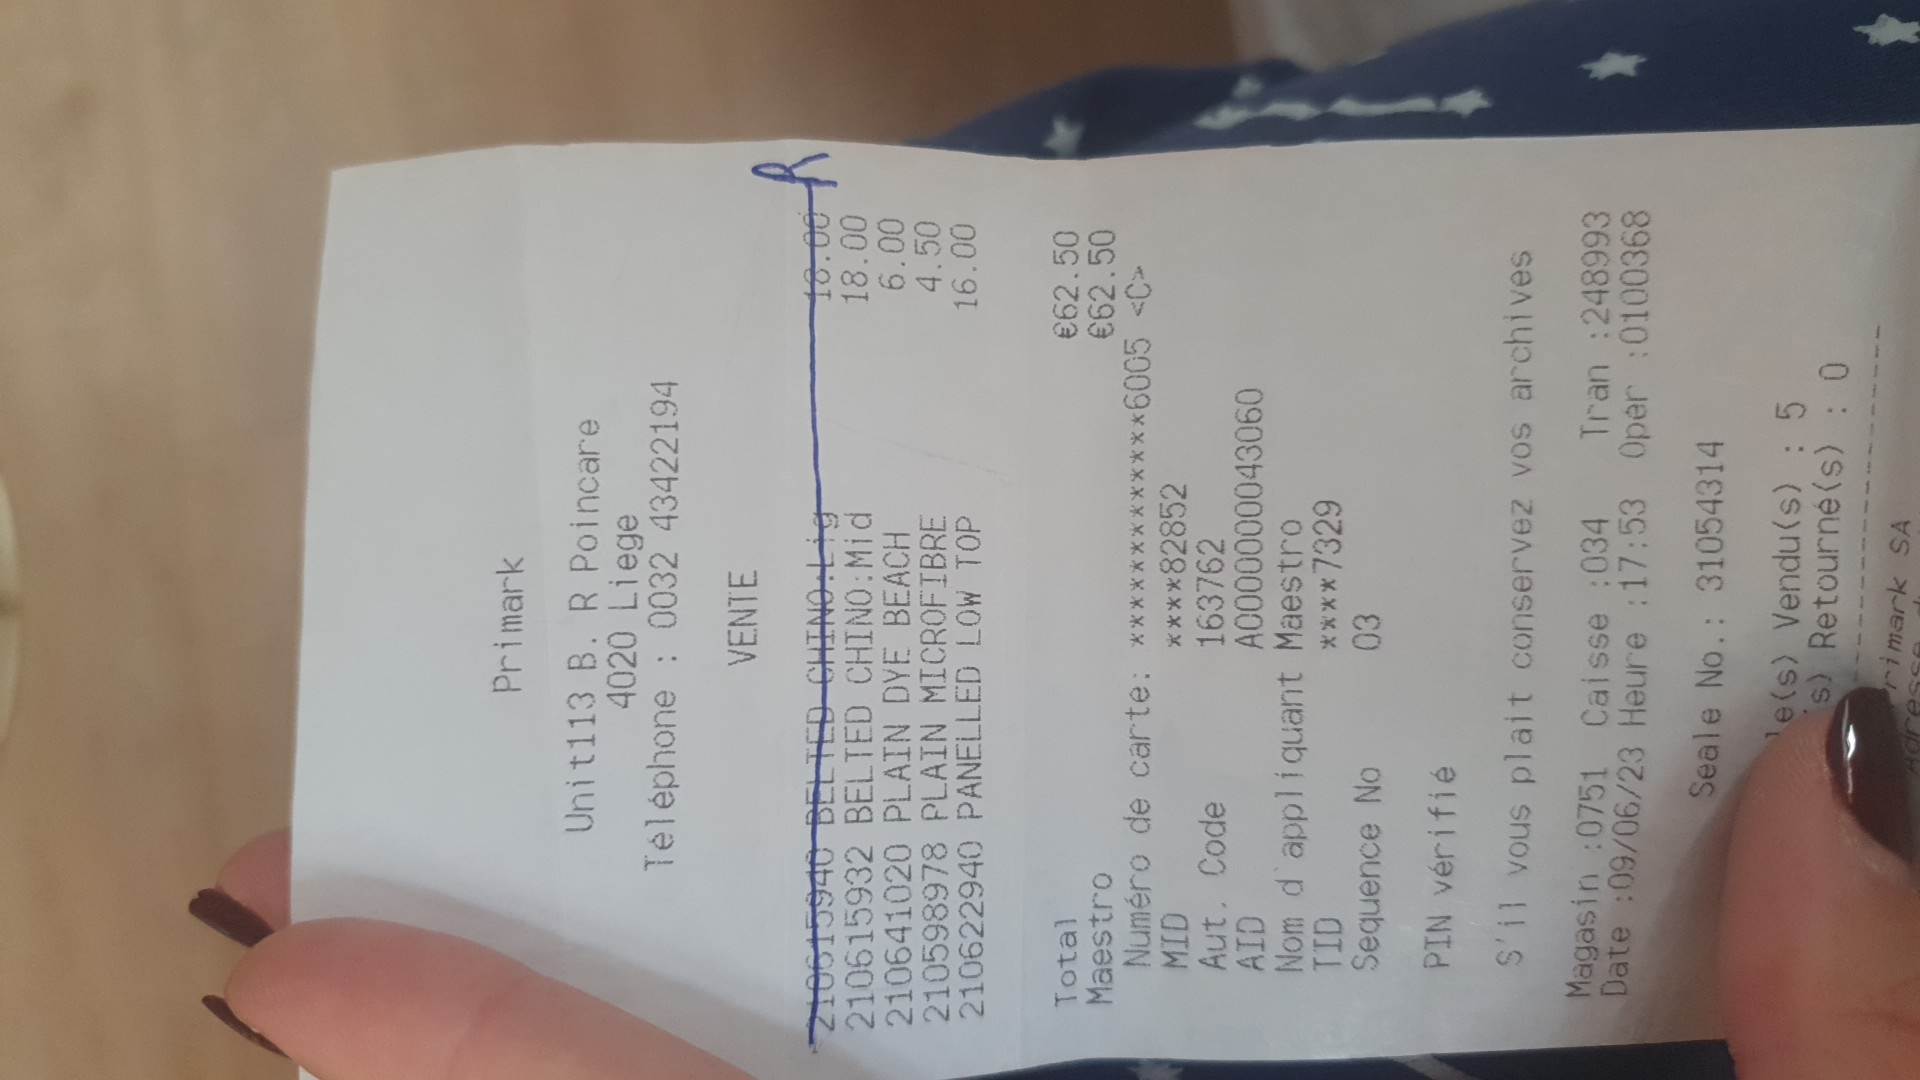 Primark
Unit113 B. R Poincare
4020 Liege
Téléphone : 0032 43422194
VENTE
210615940 BELTED CHINO:Lig 18.00 R
210615932 BELTED CHINO:Mid 18.00
210641020 PLAIN DYE BEACH 6.00
210598978 PLAIN MICROFIBRE 4.50
210622940 PANELLED LOW TOP 16.00
Total €62.50
Maestro €62.50
Numéro de carte: ***************6005 <C>
MID ****82852
Aut. Code 163762
AID A0000000043060
Nom d`appliquant Maestro
TID ****7329
Sequence No 03
PIN vérifié
S'il vous plait conservez vos archives
Magasin :0751 Caisse :034 Tran :248993
Date :09/06/23 Heure :17:53 Oper :0100368
Seale No.: 31054314
le(s) Vendu(s) : 5
s) Retourné(s) : 0
rimark SA